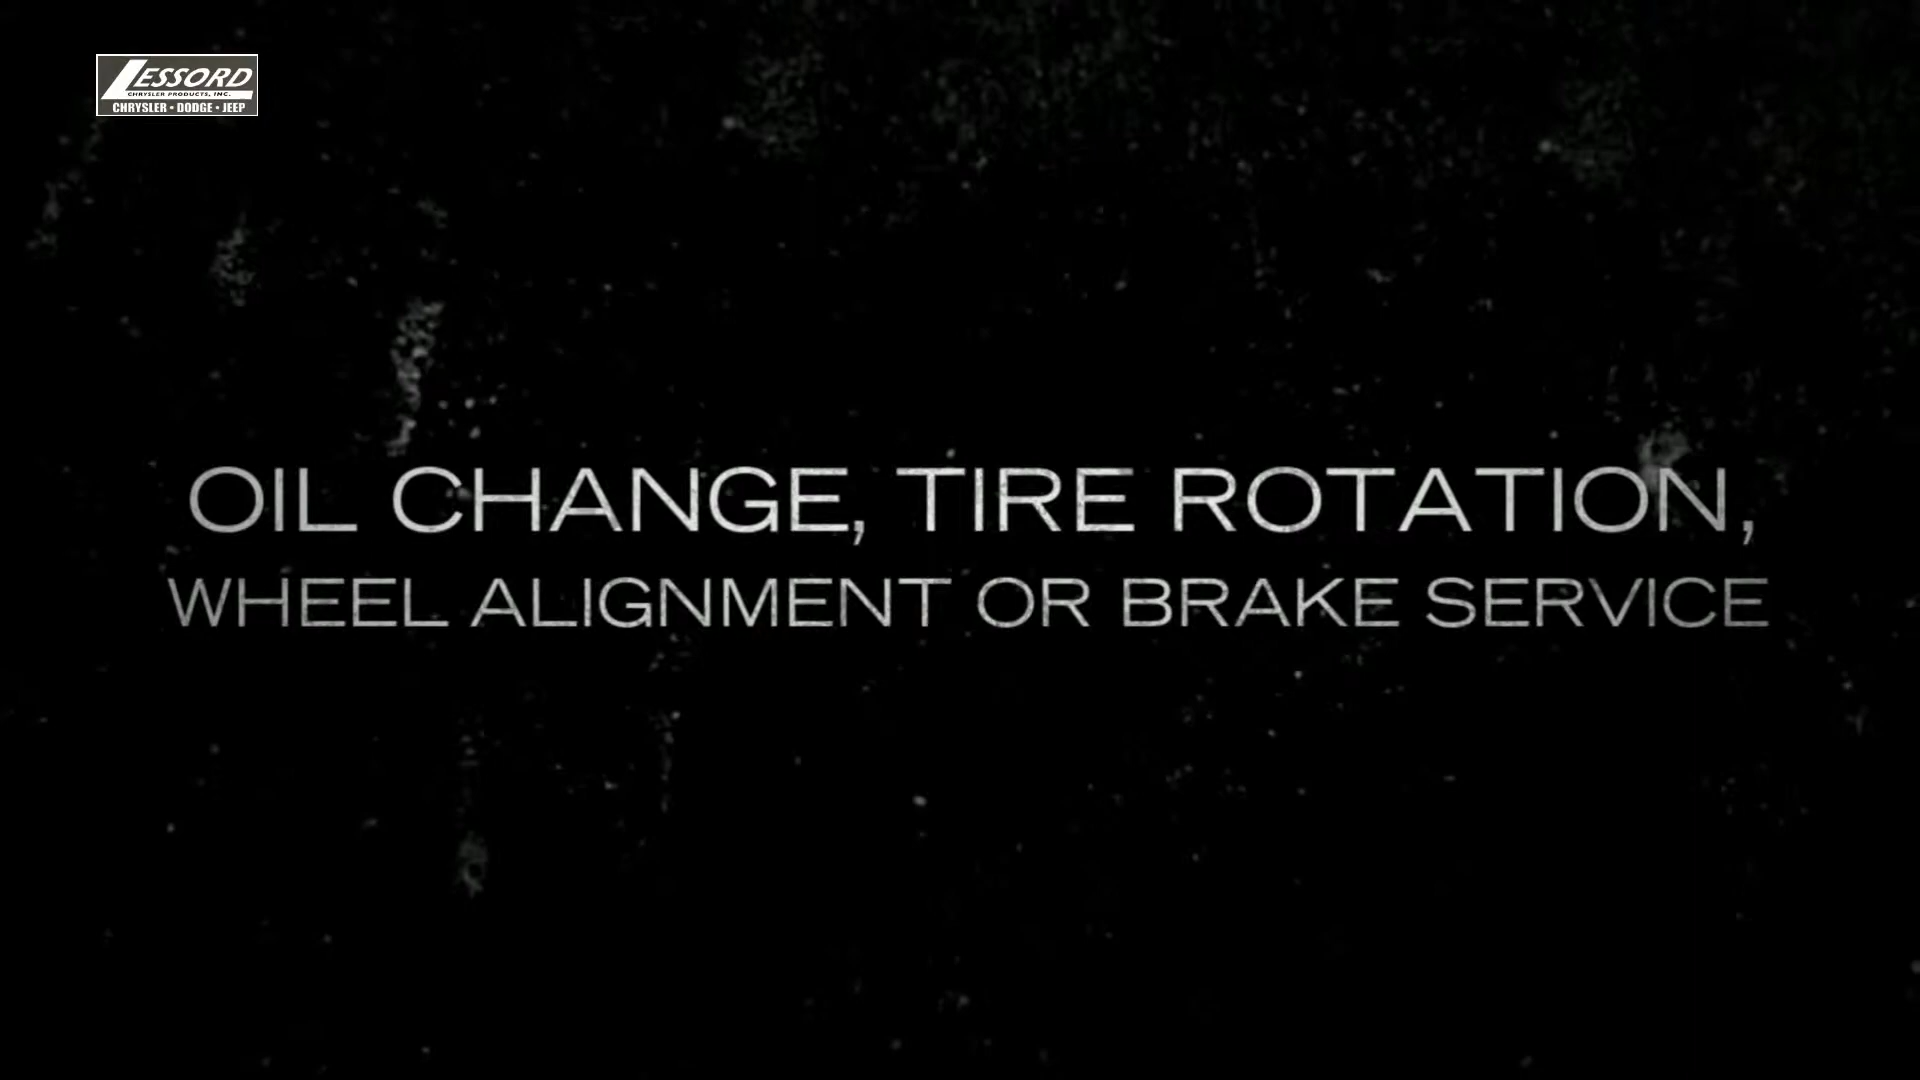 LESSORD
CHRYSLER PRODUCTS, INC.
CHRYSLER • DODGE • JEEP
OIL CHANGE, TIRE ROTATION,
WHEEL ALIGNMENT OR BRAKE SERVICE